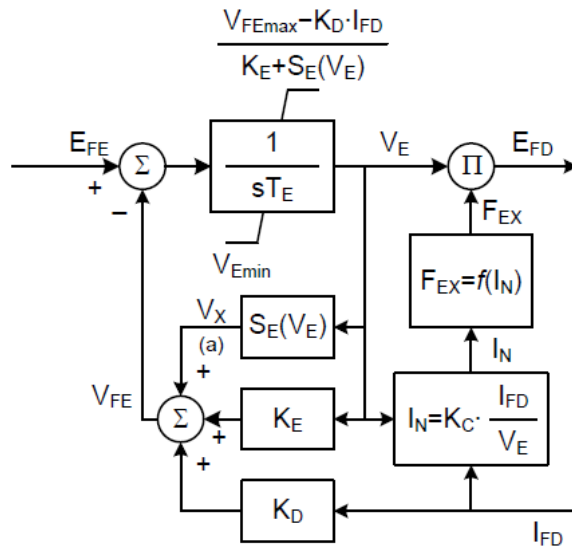 V_FEmax–K_D·I_FD
K_E+S_E(V_E)
E_FE
+
Σ
–
1
sT_E
V_E
Π
E_FD
F_EX
V_Emin
F_EX=f(I_N)
V_X
(a)
+
S_E(V_E)
I_N
V_FE
Σ
+
K_E
I_N=K_C· I_FD
V_E
+
K_D
I_FD